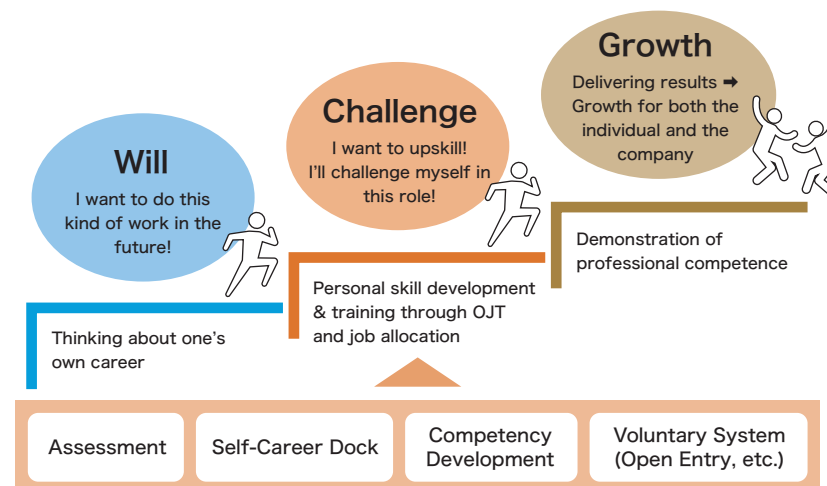 Will
I want to do this
kind of work in the
future!
Thinking about one's
own career
Challenge
I want to upskill!
I'll challenge myself in
this role!
Personal skill development
& training through OJT
and job allocation
Growth
Delivering results ➡
Growth for both the
individual and the
company
Demonstration of
professional competence
Assessment
Self-Career Dock
Competency
Development
Voluntary System
(Open Entry, etc.)